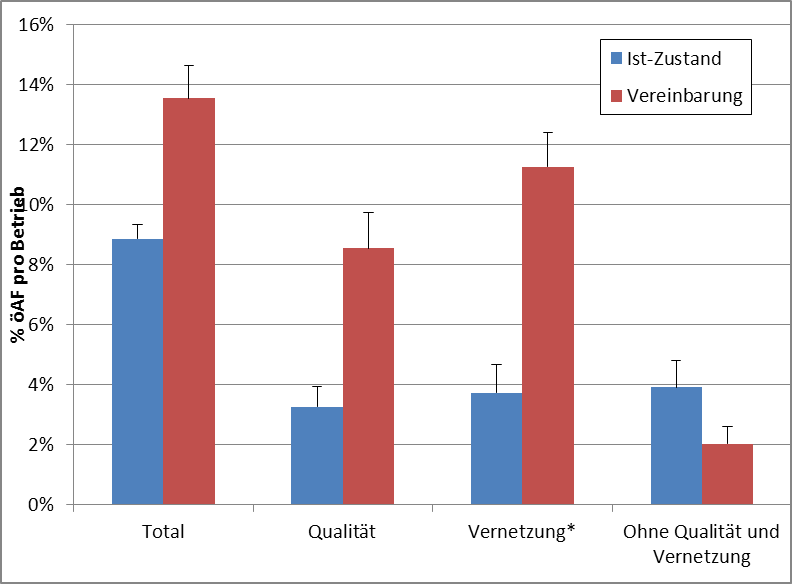 16%
14%
12%
10%
8%
6%
4%
2%
0%
% öAF pro Betrieb
Ist-Zustand
Vereinbarung
Total
Qualität
Vernetzung*
Ohne Qualität und
Vernetzung